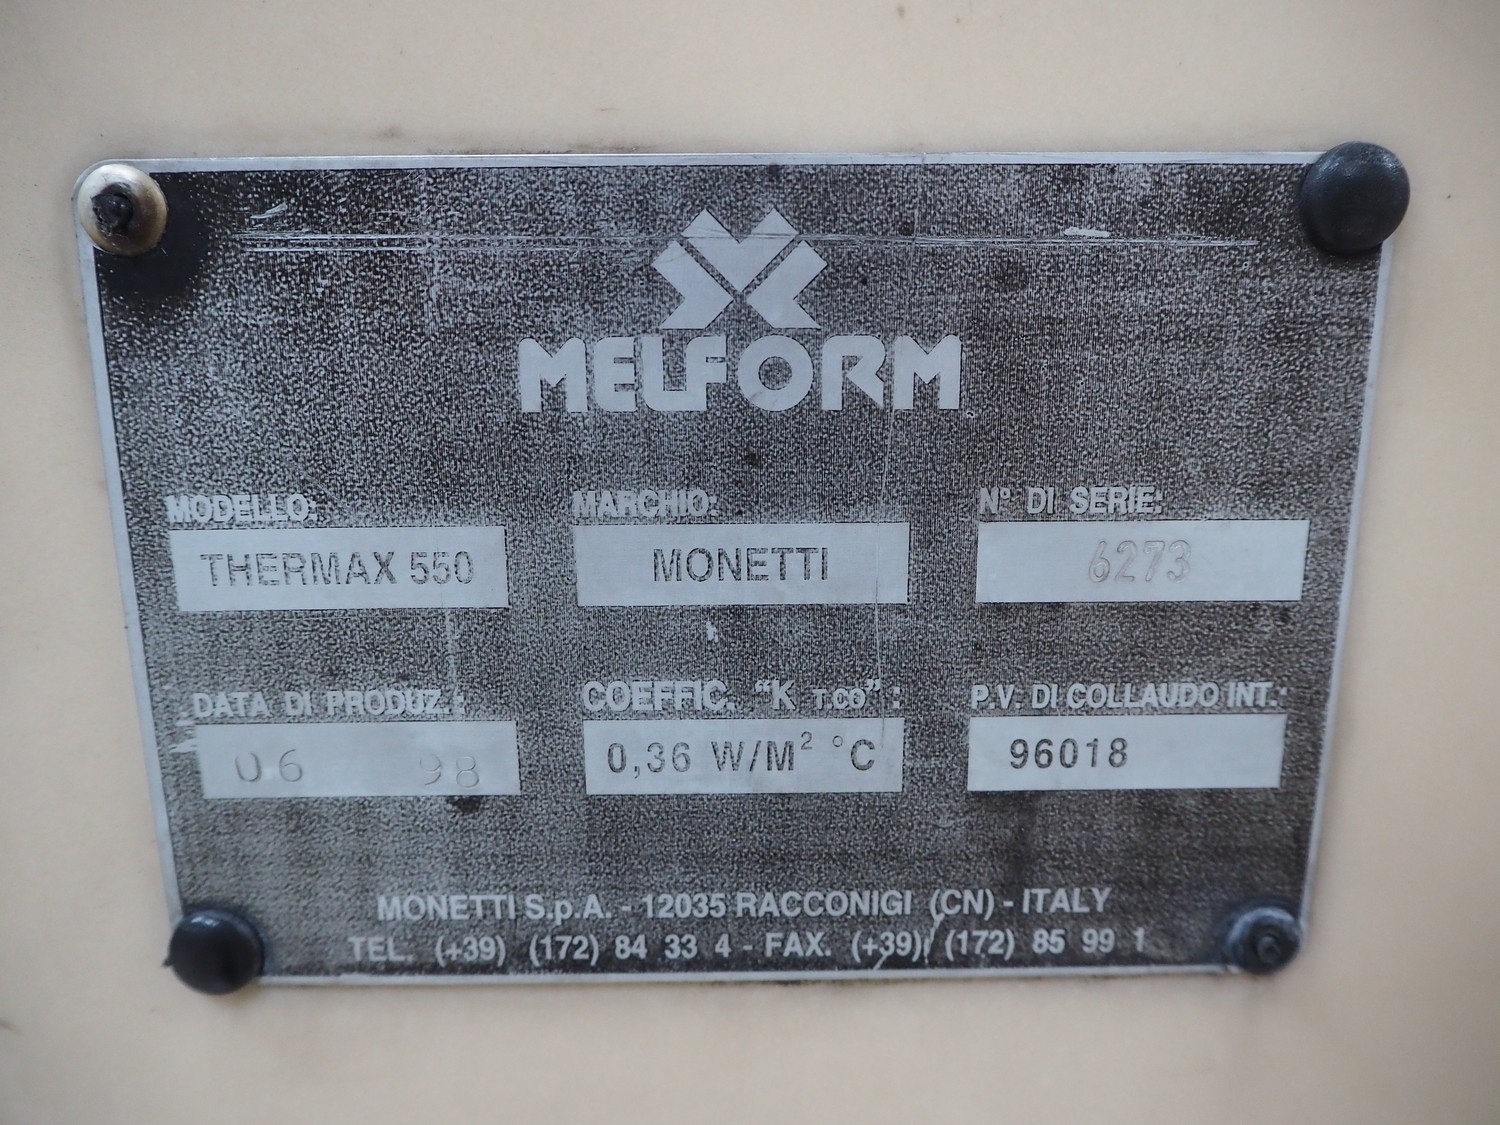 MELFORM
MODELLO: MARCHIO: N° DI SERIE:
THERMAX 550 MONETTI 6273
DATA DI PRODUZ.: COEFFIC. “K T.CO”: P.V. DI COLLAUDO INT.:
06 98 0,36 W/M² °C 96018
MONETTI S.p.A. - 12035 RACCONIGI (CN) - ITALY
TEL. (+39) (172) 84 33 4 - FAX. (+39) (172) 85 99 1